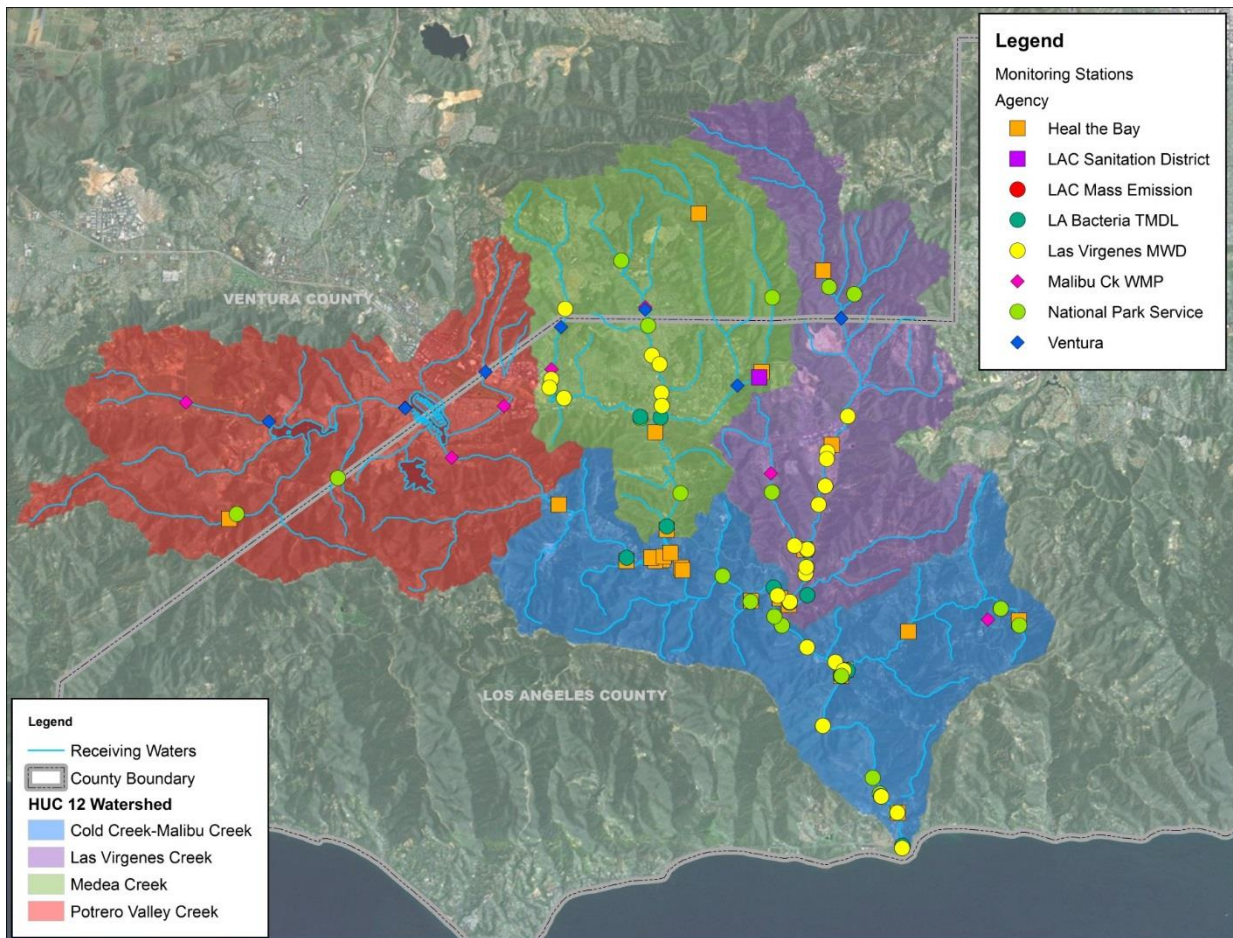 Legend
Monitoring Stations
Agency
Heal the Bay
LAC Sanitation District
LAC Mass Emission
LA Bacteria TMDL
Las Virgenes MWD
Malibu Ck WMP
National Park Service
Ventura
VENTURA COUNTY
LOS ANGELES COUNTY
Legend
Receiving Waters
County Boundary
HUC 12 Watershed
Cold Creek-Malibu Creek
Las Virgenes Creek
Medea Creek
Potrero Valley Creek